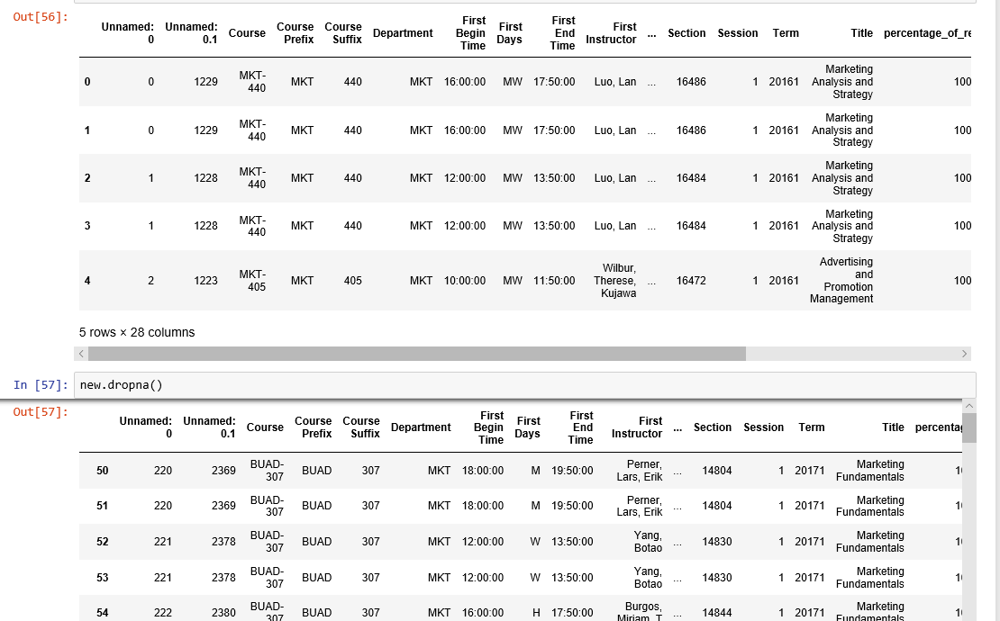 Out[56]:
Unnamed: 0 Unnamed: 0.1 Course Course Prefix Course Suffix Department First Begin Time First Days First End Time First Instructor ... Section Session Term Title percentage_of_re
0 0 1229 MKT-440 MKT 440 MKT 16:00:00 MW 17:50:00 Luo, Lan ... 16486 1 20161 Marketing Analysis and Strategy 100
1 0 1229 MKT-440 MKT 440 MKT 16:00:00 MW 17:50:00 Luo, Lan ... 16486 1 20161 Marketing Analysis and Strategy 100
2 1 1228 MKT-440 MKT 440 MKT 12:00:00 MW 13:50:00 Luo, Lan ... 16484 1 20161 Marketing Analysis and Strategy 100
3 1 1228 MKT-440 MKT 440 MKT 12:00:00 MW 13:50:00 Luo, Lan ... 16484 1 20161 Marketing Analysis and Strategy 100
4 2 1223 MKT-405 MKT 405 MKT 10:00:00 MW 11:50:00 Wilbur, Therese, Kujawa ... 16472 1 20161 Advertising and Promotion Management 100
5 rows × 28 columns
In [57]: new.dropna()
Out[57]:
Unnamed: 0 Unnamed: 0.1 Course Course Prefix Course Suffix Department First Begin Time First Days First End Time First Instructor ... Section Session Term Title
50 220 2369 BUAD-307 BUAD 307 MKT 18:00:00 M 19:50:00 Perner, Lars, Erik ... 14804 1 20171 Marketing Fundamentals
51 220 2369 BUAD-307 BUAD 307 MKT 18:00:00 M 19:50:00 Perner, Lars, Erik ... 14804 1 20171 Marketing Fundamentals
52 221 2378 BUAD-307 BUAD 307 MKT 12:00:00 W 13:50:00 Yang, Botao ... 14830 1 20171 Marketing Fundamentals
53 221 2378 BUAD-307 BUAD 307 MKT 12:00:00 W 13:50:00 Yang, Botao ... 14830 1 20171 Marketing Fundamentals
54 222 2380 BUAD-307 BUAD 307 MKT 16:00:00 H 17:50:00 Burgos, Miriam, T ... 14844 1 20171 Marketing Fundamentals